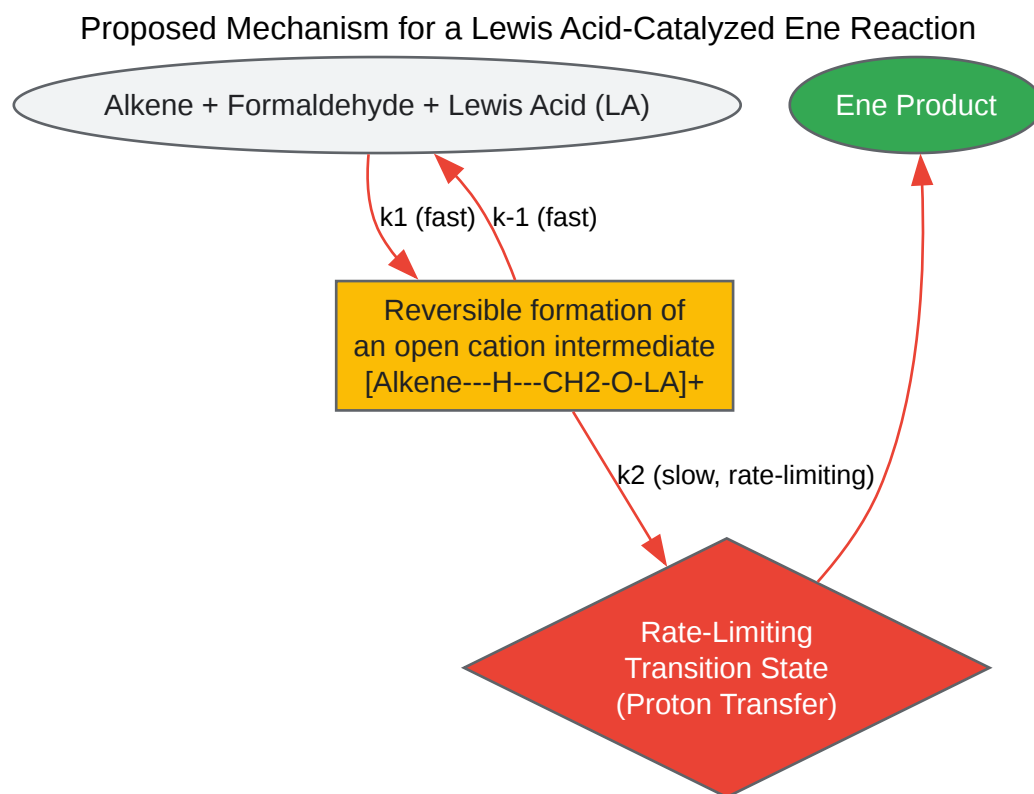 Proposed Mechanism for a Lewis Acid-Catalyzed Ene Reaction
Alkene + Formaldehyde + Lewis Acid (LA)
Ene Product
k1 (fast)
k-1 (fast)
Reversible formation of
an open cation intermediate
[Alkene---H---CH2-O-LA]+
k2 (slow, rate-limiting)
Rate-Limiting
Transition State
(Proton Transfer)